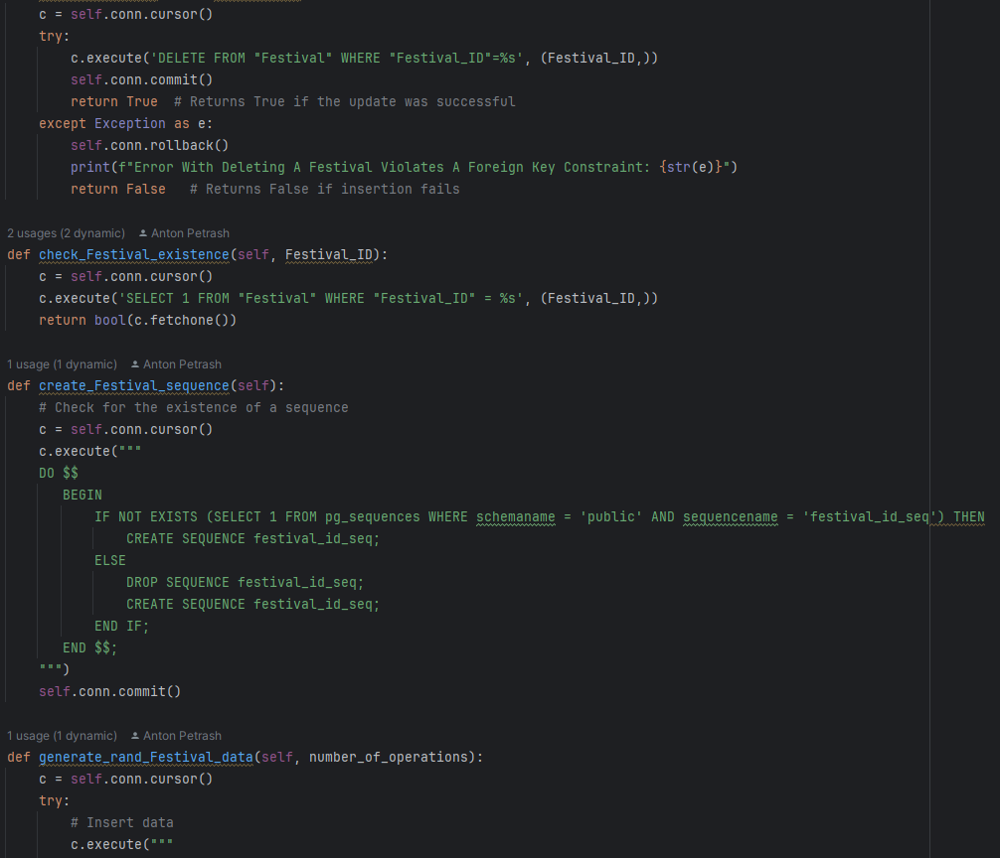 c = self.conn.cursor()
    try:
        c.execute('DELETE FROM "Festival" WHERE "Festival_ID"=%s', (Festival_ID,))
        self.conn.commit()
        return True  # Returns True if the update was successful
    except Exception as e:
        self.conn.rollback()
        print(f"Error With Deleting A Festival Violates A Foreign Key Constraint: {str(e)}")
        return False   # Returns False if insertion fails
2 usages (2 dynamic) Anton Petrash
def check_Festival_existence(self, Festival_ID):
    c = self.conn.cursor()
    c.execute('SELECT 1 FROM "Festival" WHERE "Festival_ID" = %s', (Festival_ID,))
    return bool(c.fetchone())
1 usage (1 dynamic) Anton Petrash
def create_Festival_sequence(self):
    # Check for the existence of a sequence
    c = self.conn.cursor()
    c.execute("""
    DO $$
       BEGIN
           IF NOT EXISTS (SELECT 1 FROM pg_sequences WHERE schemaname = 'public' AND sequencename = 'festival_id_seq') THEN
               CREATE SEQUENCE festival_id_seq;
           ELSE
               DROP SEQUENCE festival_id_seq;
               CREATE SEQUENCE festival_id_seq;
           END IF;
       END $$;
    """)
    self.conn.commit()
1 usage (1 dynamic) Anton Petrash
def generate_rand_Festival_data(self, number_of_operations):
    c = self.conn.cursor()
    try:
        # Insert data
        c.execute("""